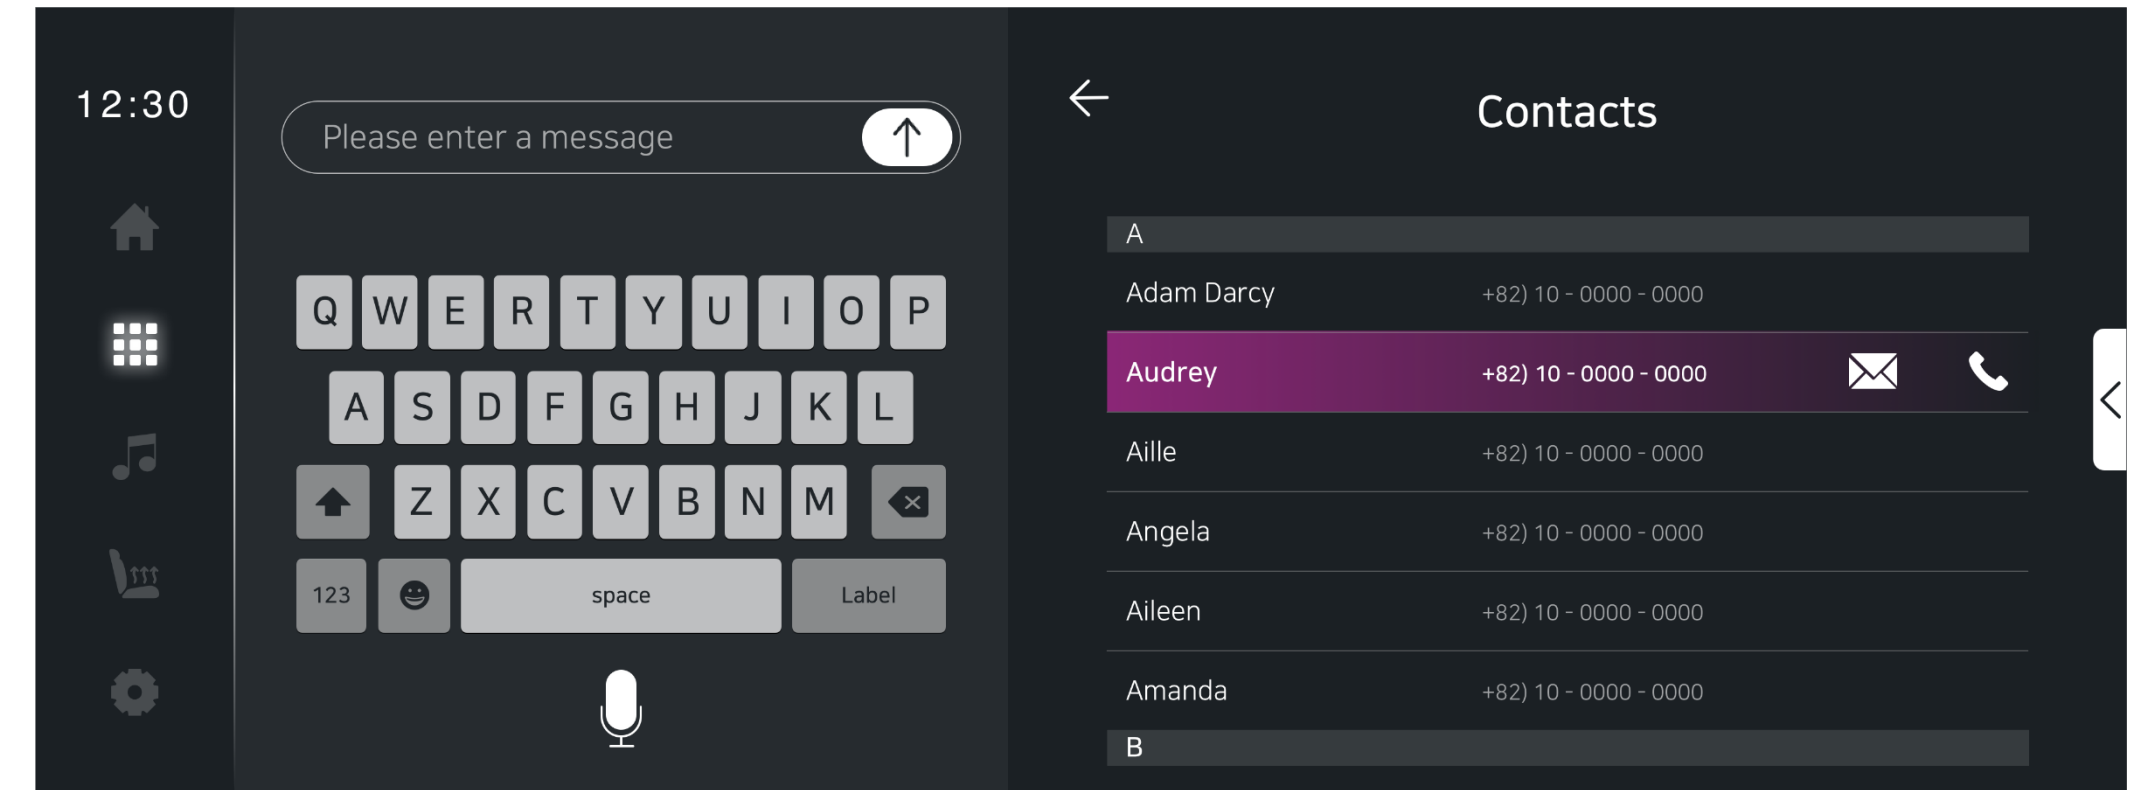 12:30
Please enter a message
Q W E R T Y U I O P
A S D F G H J K L
Z X C V B N M
123 space Label
Contacts
A
Adam Darcy +82) 10 - 0000 - 0000
Audrey +82) 10 - 0000 - 0000
Aille +82) 10 - 0000 - 0000
Angela +82) 10 - 0000 - 0000
Aileen +82) 10 - 0000 - 0000
Amanda +82) 10 - 0000 - 0000
B